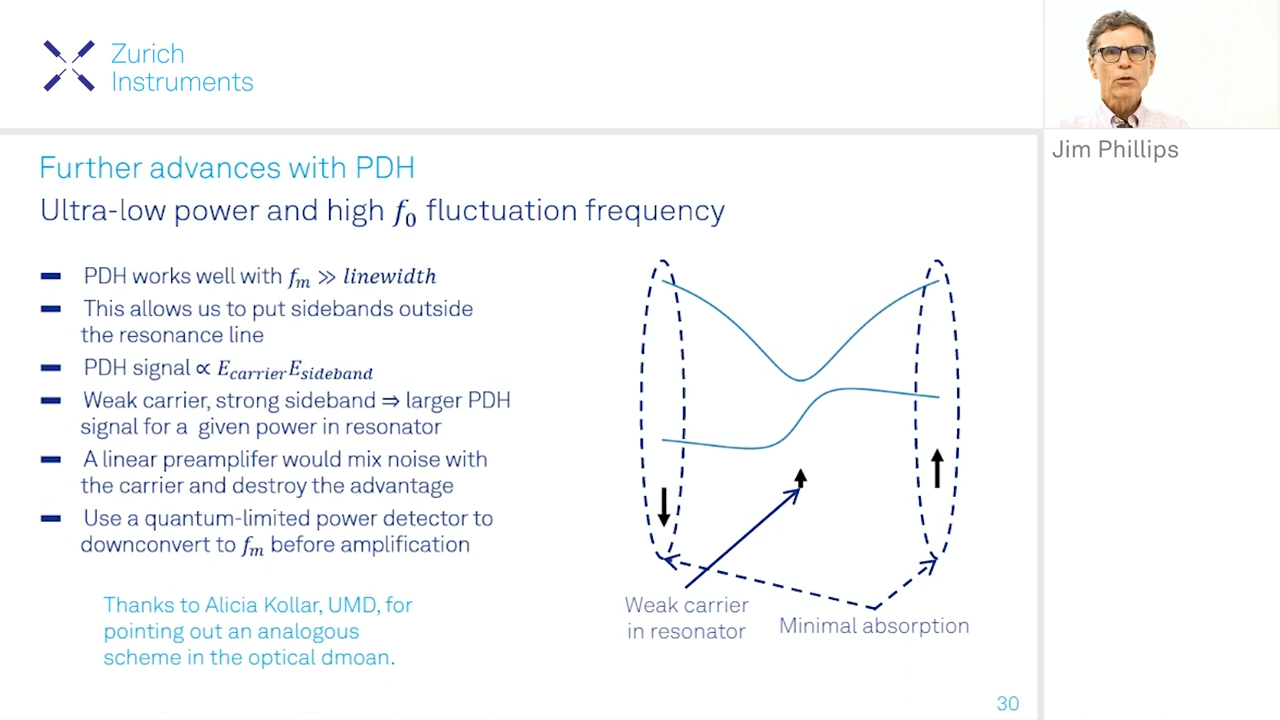 Zurich
Instruments
Jim Phillips
Further advances with PDH
Ultra-low power and high f₀ fluctuation frequency
PDH works well with fₘ ≫ linewidth
This allows us to put sidebands outside
the resonance line
PDH signal ∝ E_carrier E_sideband
Weak carrier, strong sideband ⇒ larger PDH
signal for a given power in resonator
A linear preamplifer would mix noise with
the carrier and destroy the advantage
Use a quantum-limited power detector to
downconvert to fₘ before amplification
Thanks to Alicia Kollar, UMD, for
pointing out an analogous
scheme in the optical dmoan.
Weak carrier
in resonator
Minimal absorption
30